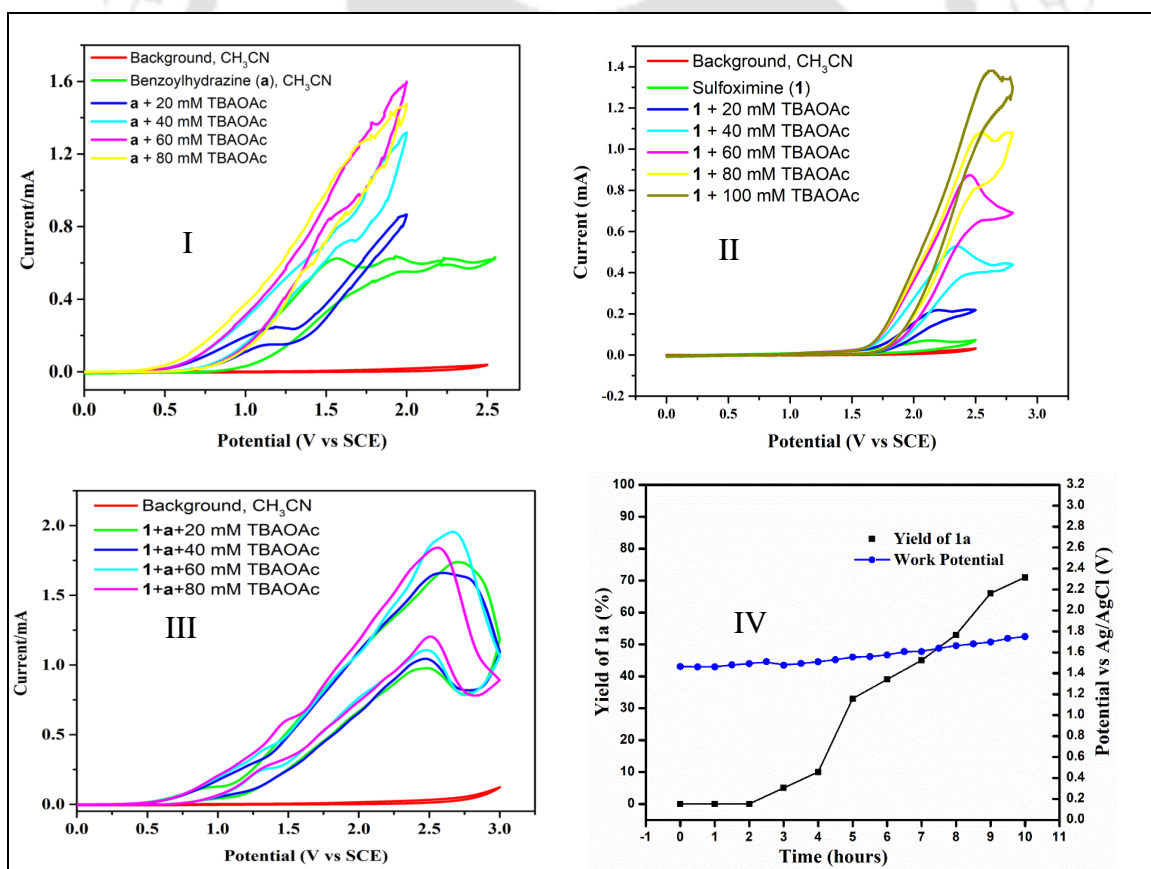 Background, CH₃CN
Benzoylhydrazine (a), CH₃CN
a + 20 mM TBAOAc
a + 40 mM TBAOAc
a + 60 mM TBAOAc
a + 80 mM TBAOAc
I
1.6
1.2
0.8
0.4
0.0
Current/mA
0.0 0.5 1.0 1.5 2.0 2.5
Potential (V vs SCE)
Background, CH₃CN
Sulfoximine (1)
1 + 20 mM TBAOAc
1 + 40 mM TBAOAc
1 + 60 mM TBAOAc
1 + 80 mM TBAOAc
1 + 100 mM TBAOAc
II
1.4
1.2
1.0
0.8
0.6
0.4
0.2
0.0
-0.2
Current (mA)
0.0 0.5 1.0 1.5 2.0 2.5 3.0
Potential (V vs SCE)
Background, CH₃CN
1+a+20 mM TBAOAc
1+a+40 mM TBAOAc
1+a+60 mM TBAOAc
1+a+80 mM TBAOAc
III
2.0
1.5
1.0
0.5
0.0
Current/mA
0.0 0.5 1.0 1.5 2.0 2.5 3.0
Potential (V vs SCE)
Yield of 1a
Work Potential
IV
100
90
80
70
60
50
40
30
20
10
0
Yield of 1a (%)
3.2
3.0
2.8
2.6
2.4
2.2
2.0
1.8
1.6
1.4
1.2
1.0
0.8
0.6
0.4
0.2
0.0
Potential vs Ag/AgCl (V)
-1 0 1 2 3 4 5 6 7 8 9 10 11
Time (hours)